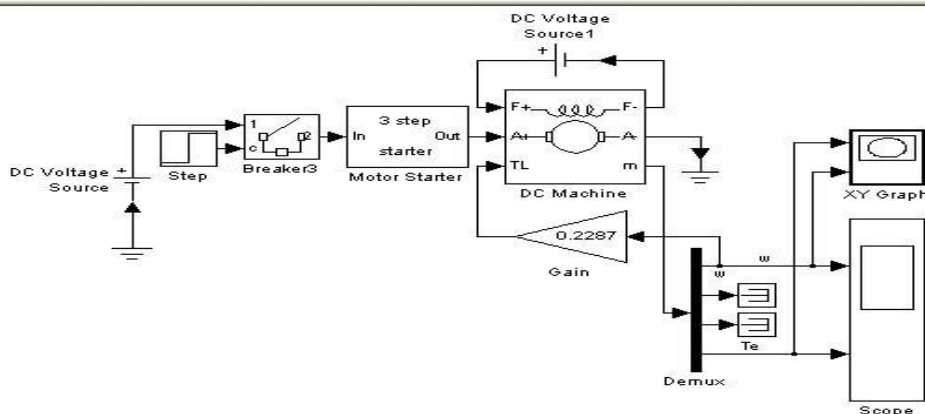 DC Voltage
Source1
+
F+
F-
3 step
starter
In
Out
A+
A-
TL
m
1
2
c
DC Voltage
Source
+
Step
Breaker3
Motor Starter
DC Machine
XY Graph
0.2287
Gain
w
w
Te
Demux
Scope